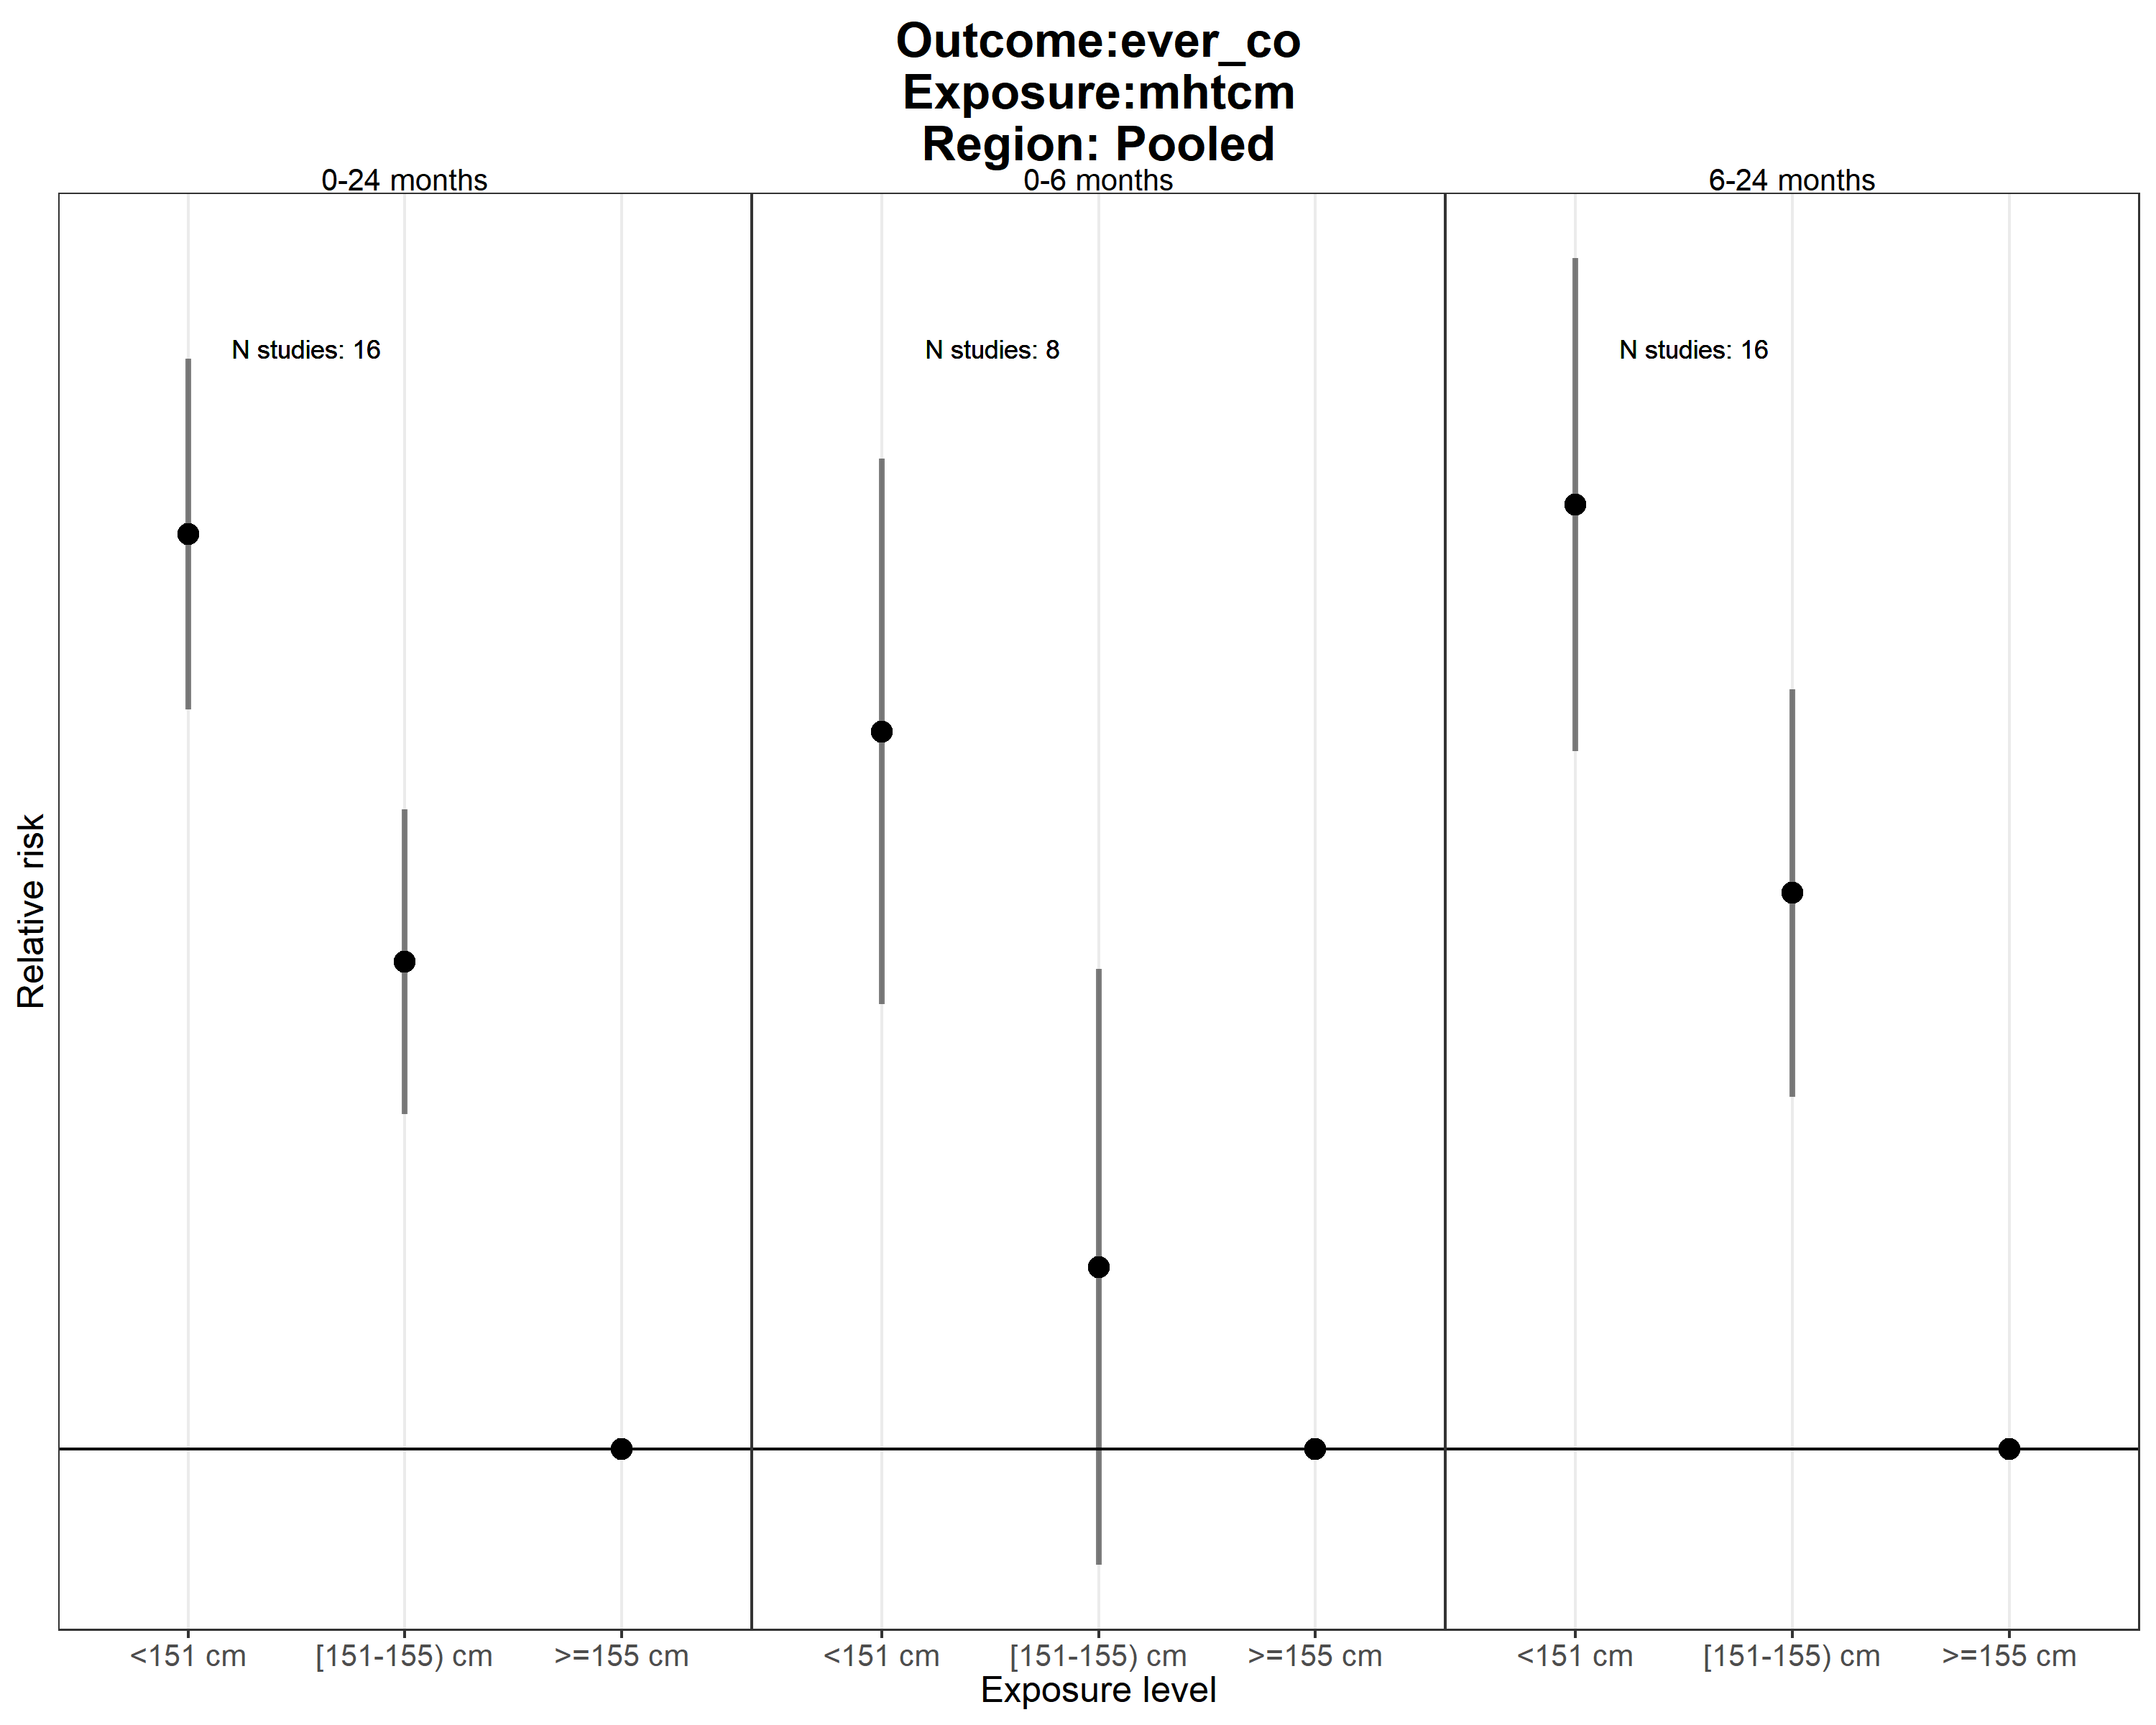 Outcome:ever_co
Exposure:mhtcm
Region: Pooled
0-24 months
0-6 months
6-24 months
N studies: 16
N studies: 8
N studies: 16
Relative risk
<151 cm
[151-155) cm
>=155 cm
<151 cm
[151-155) cm
>=155 cm
<151 cm
[151-155) cm
>=155 cm
Exposure level